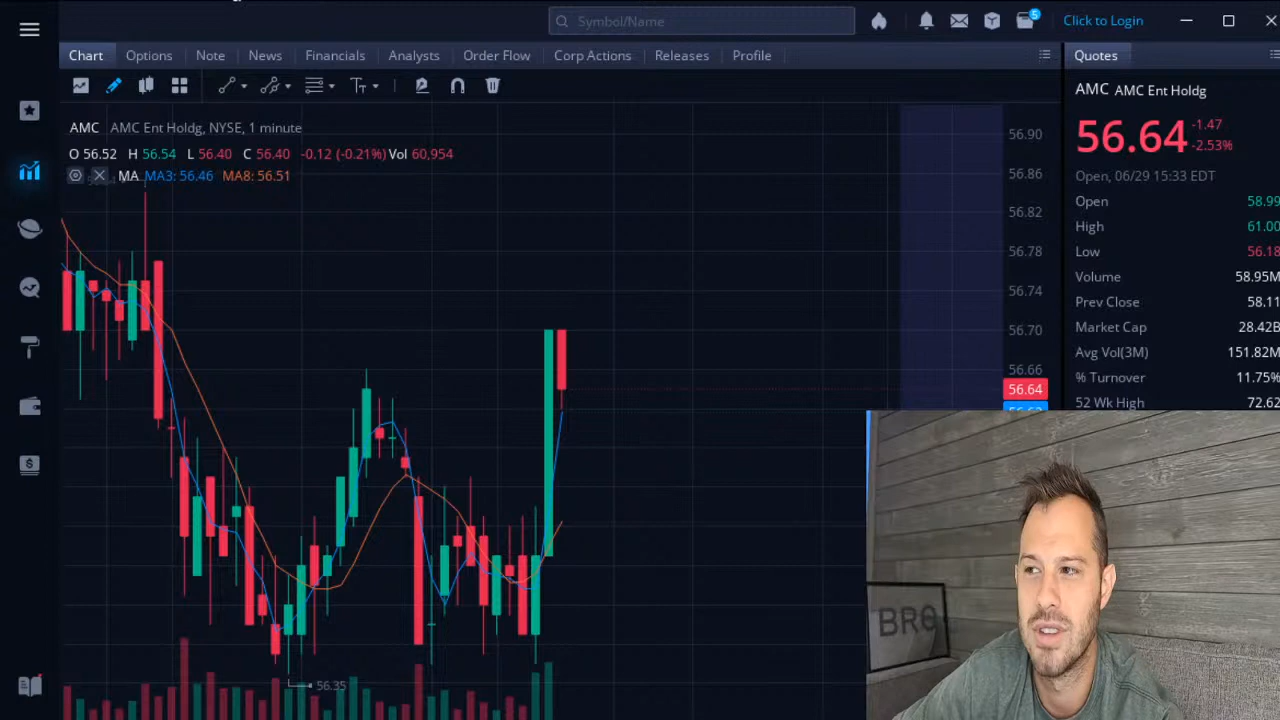 Symbol/Name
5
Click to Login
Chart Options Note News Financials Analysts Order Flow Corp Actions Releases Profile
Quotes
AMC AMC Ent Holdg, NYSE, 1 minute
O 56.52 H 56.54 L 56.40 C 56.40 -0.12 (-0.21%) Vol 60,954
MA MA3: 56.46 MA8: 56.51
56.35
56.90
56.86
56.82
56.78
56.74
56.70
56.66
56.64
AMC AMC Ent Holdg
56.64 -1.47
-2.53%
Open, 06/29 15:33 EDT
Open 58.99
High 61.00
Low 56.18
Volume 58.95M
Prev Close 58.11
Market Cap 28.42B
Avg Vol(3M) 151.82M
% Turnover 11.75%
52 Wk High 72.62
BRO